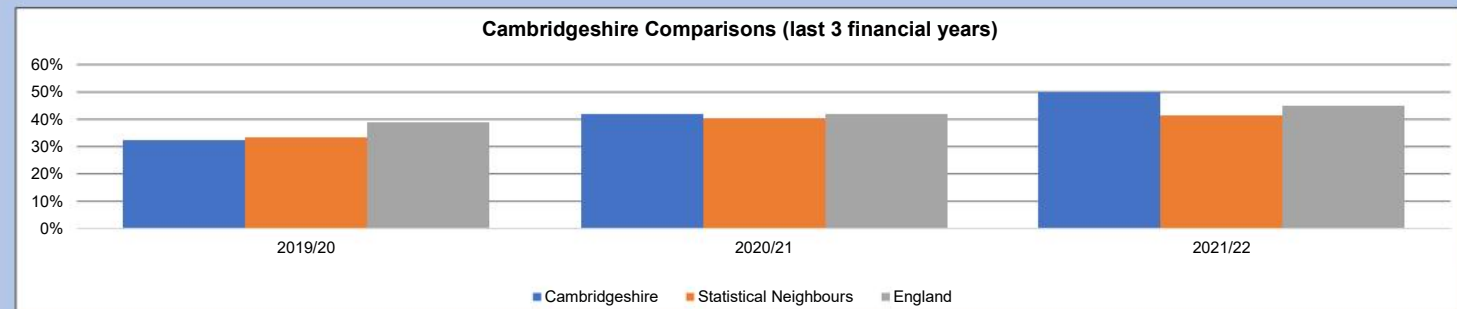 Cambridgeshire Comparisons (last 3 financial years)
60%
50%
40%
30%
20%
10%
0%
2019/20 2020/21 2021/22
Cambridgeshire Statistical Neighbours England